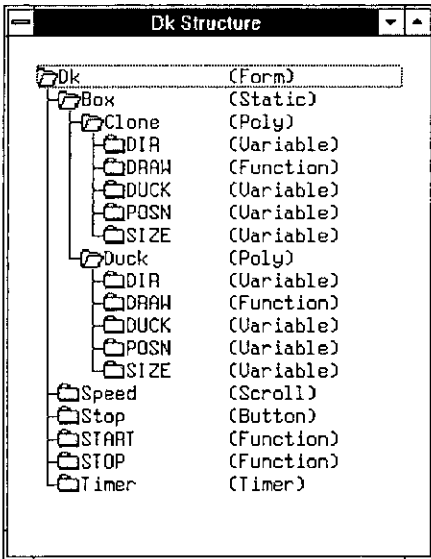 Dk Structure
Dk (Form)
Box (Static)
Clone (Poly)
DIR (Variable)
DRAW (Function)
DUCK (Variable)
POSN (Variable)
SIZE (Variable)
Duck (Poly)
DIR (Variable)
DRAW (Function)
DUCK (Variable)
POSN (Variable)
SIZE (Variable)
Speed (Scroll)
Stop (Button)
START (Function)
STOP (Function)
Timer (Timer)